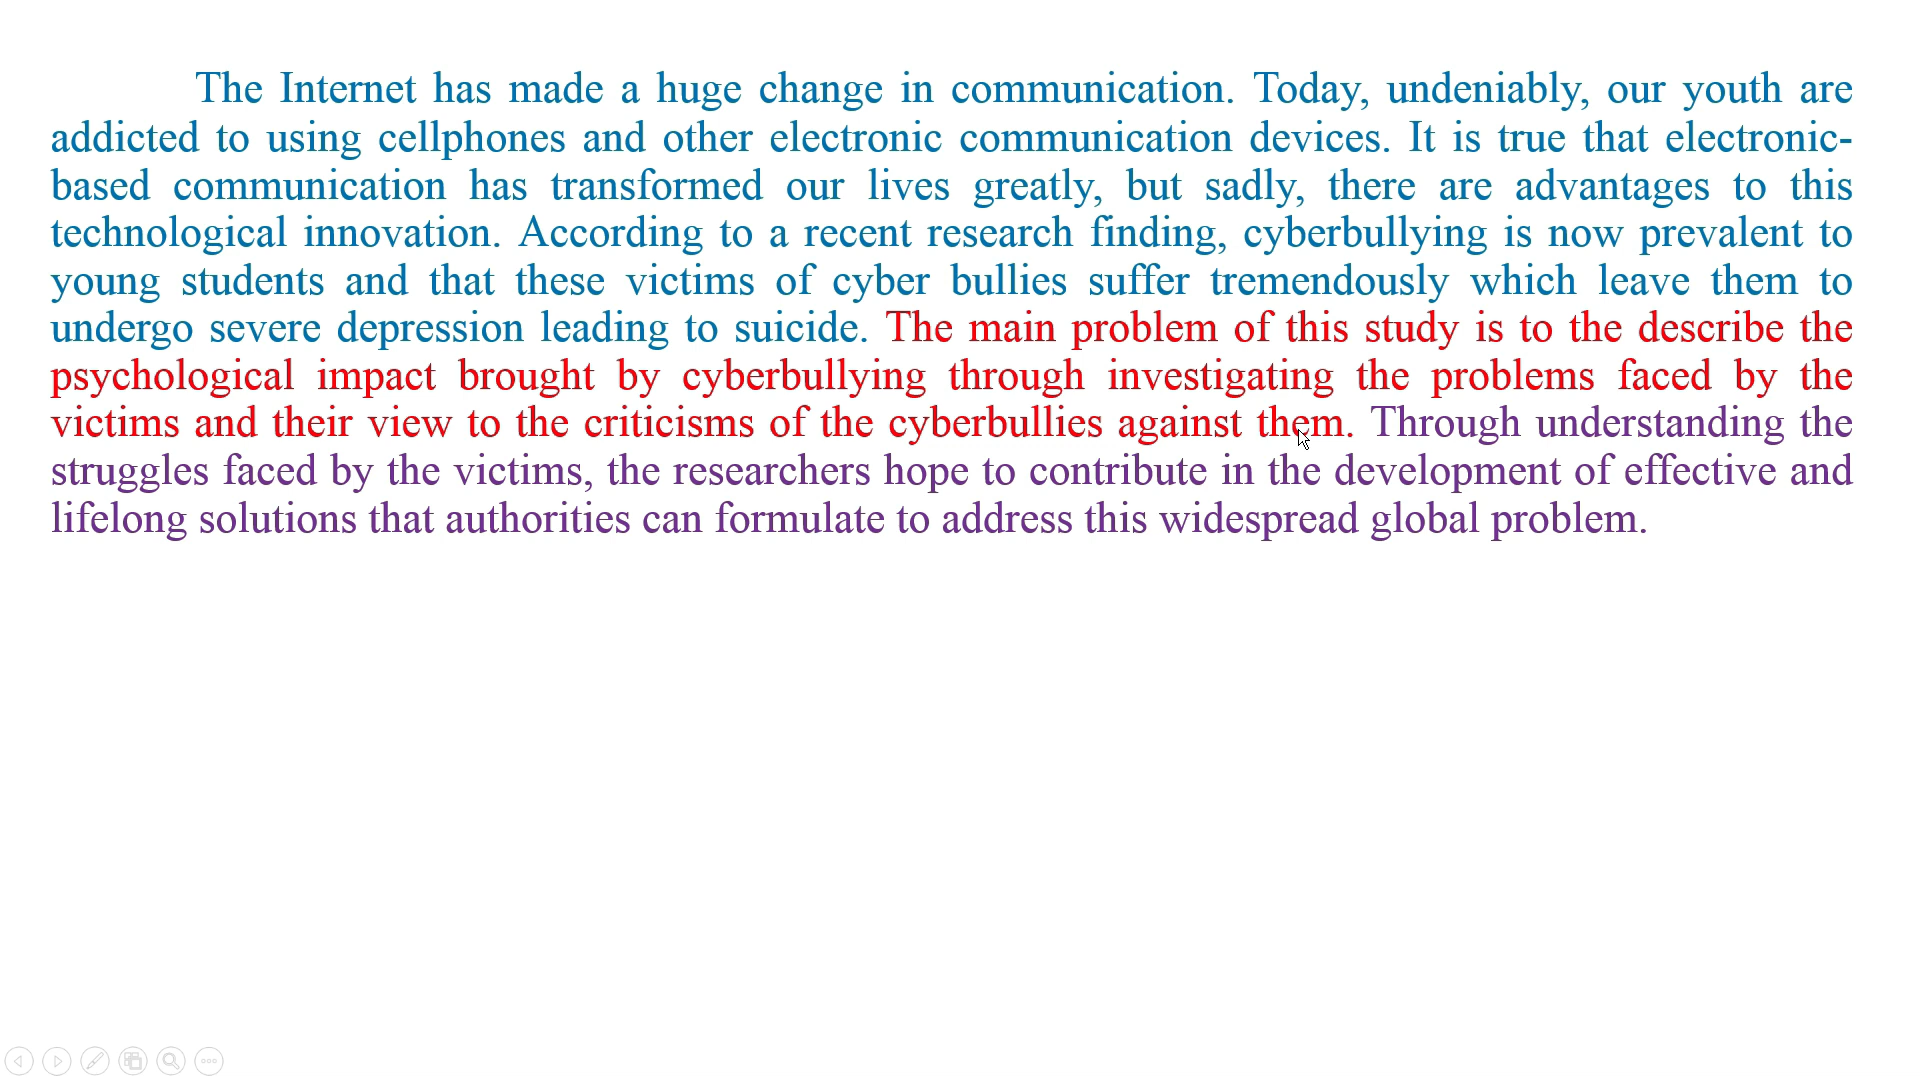 The Internet has made a huge change in communication. Today, undeniably, our youth are
addicted to using cellphones and other electronic communication devices. It is true that electronic-
based communication has transformed our lives greatly, but sadly, there are advantages to this
technological innovation. According to a recent research finding, cyberbullying is now prevalent to
young students and that these victims of cyber bullies suffer tremendously which leave them to
undergo severe depression leading to suicide. The main problem of this study is to the describe the
psychological impact brought by cyberbullying through investigating the problems faced by the
victims and their view to the criticisms of the cyberbullies against them. Through understanding the
struggles faced by the victims, the researchers hope to contribute in the development of effective and
lifelong solutions that authorities can formulate to address this widespread global problem.